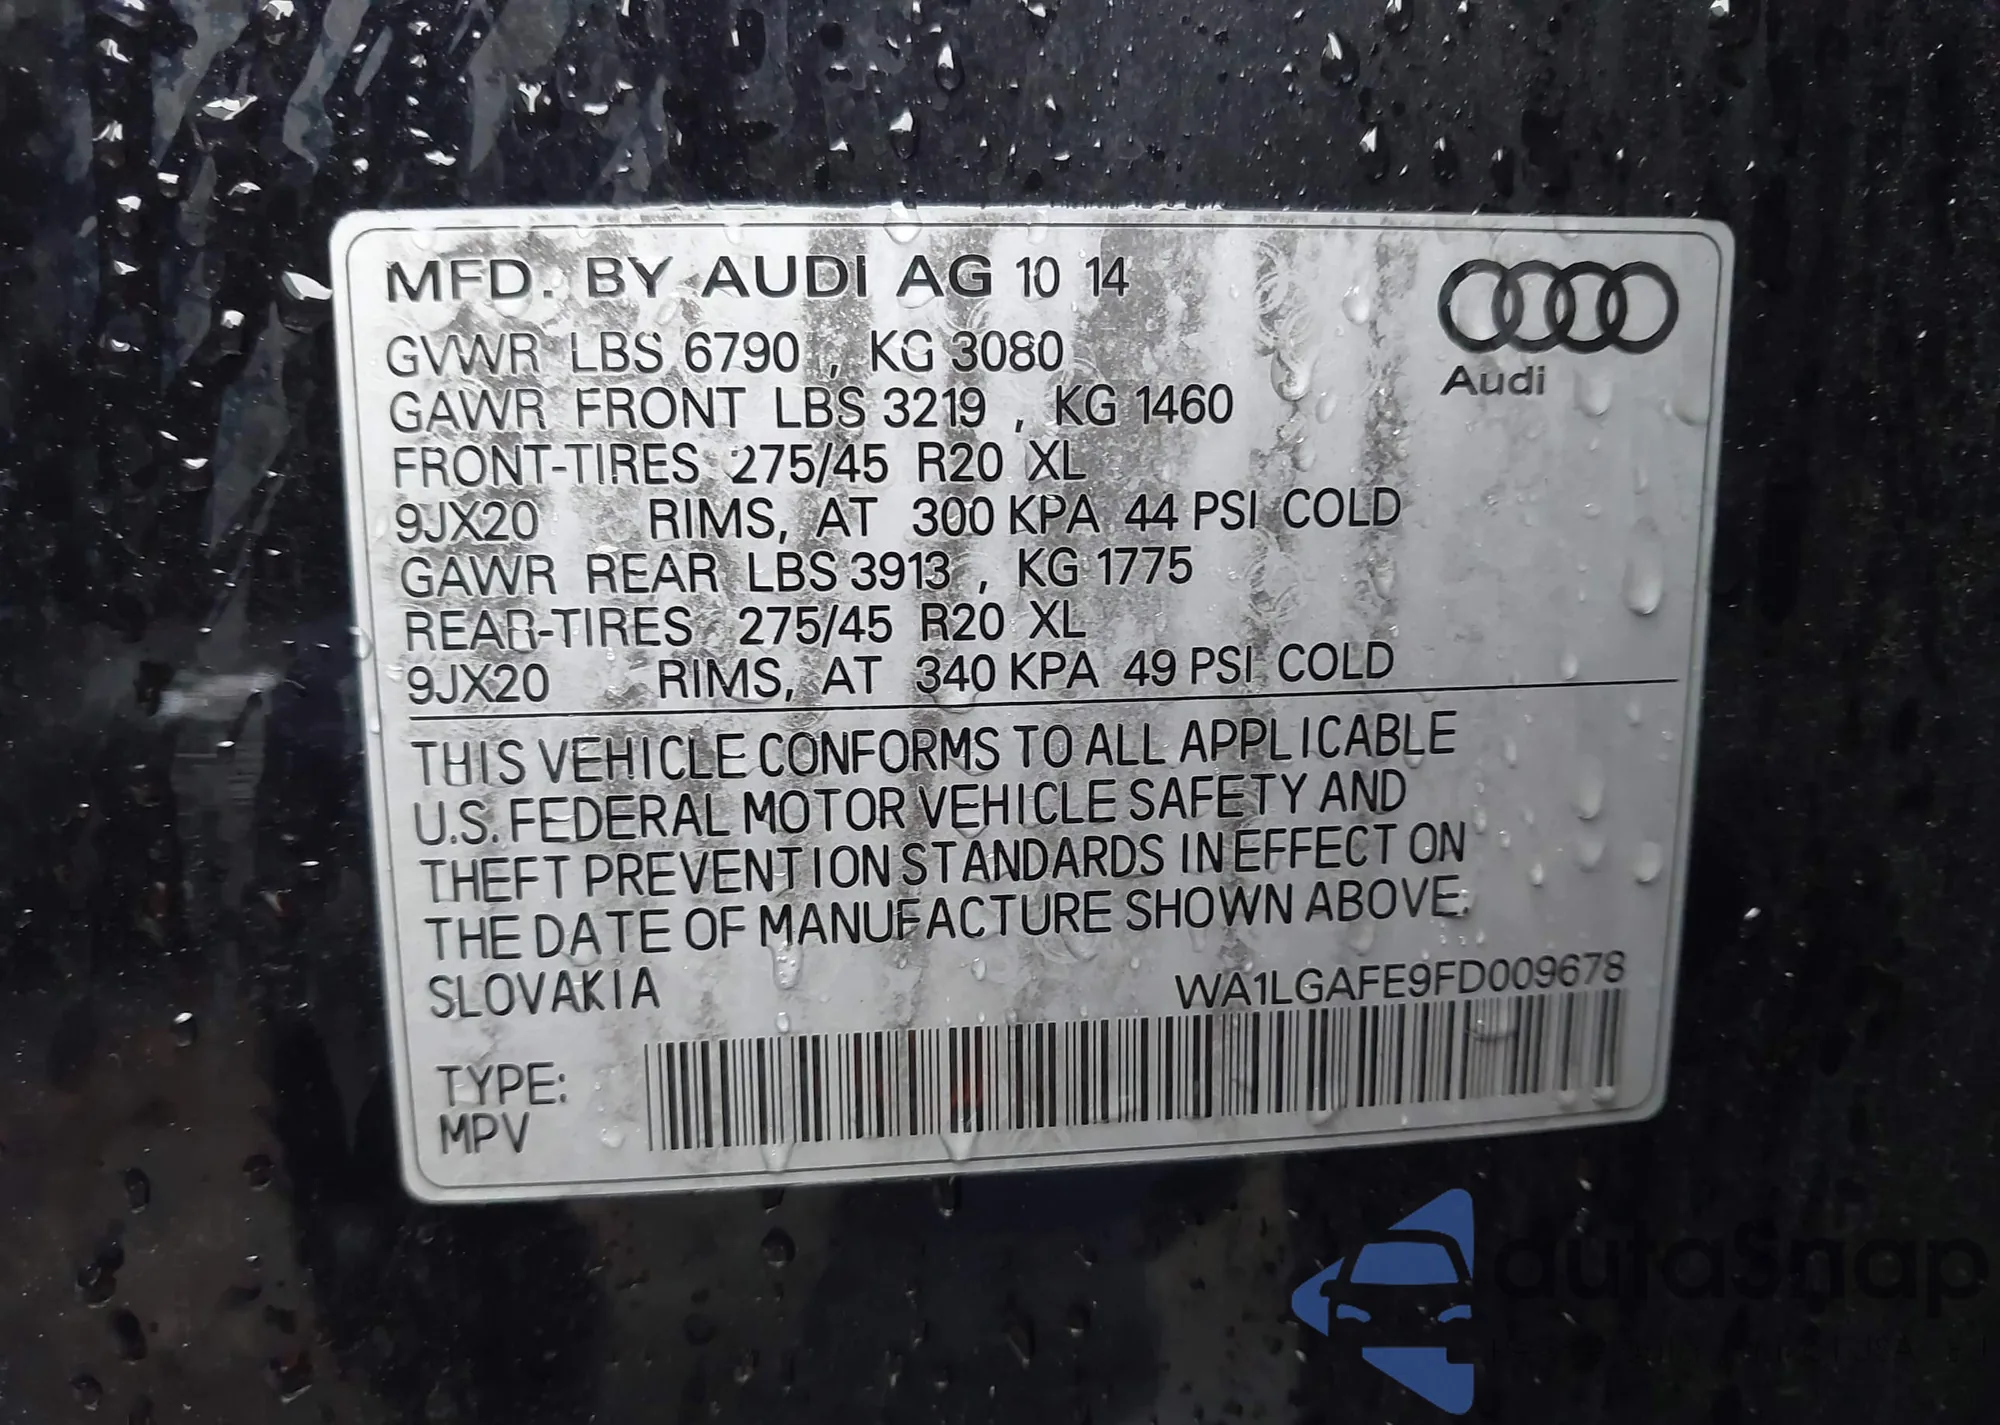 MFD. BY AUDI AG 10 14
Audi
GVWR LBS 6790 , KG 3080
GAWR FRONT LBS 3219 , KG 1460
FRONT-TIRES 275/45 R20 XL
9JX20 RIMS, AT 300 KPA 44 PSI COLD
GAWR REAR LBS 3913 , KG 1775
REAR-TIRES 275/45 R20 XL
9JX20 RIMS, AT 340 KPA 49 PSI COLD
THIS VEHICLE CONFORMS TO ALL APPLICABLE
U.S. FEDERAL MOTOR VEHICLE SAFETY AND
THEFT PREVENTION STANDARDS IN EFFECT ON
THE DATE OF MANUFACTURE SHOWN ABOVE.
SLOVAKIA WA1LGAFE9FD009678
TYPE:
MPV
autaSnap